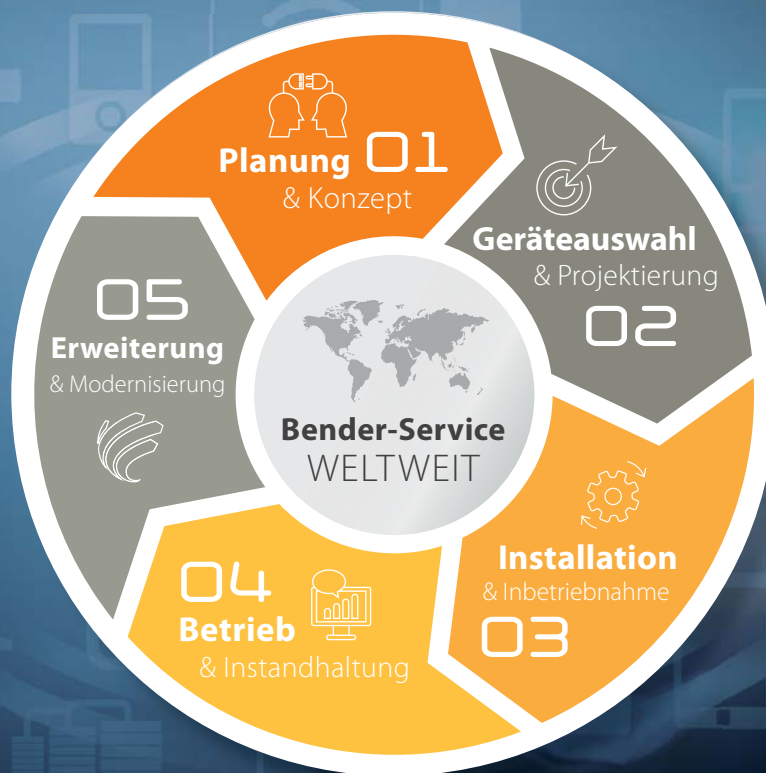 Planung 01
& Konzept
Geräteauswahl
& Projektierung
02
Installation
& Inbetriebnahme
03
04
Betrieb
& Instandhaltung
05
Erweiterung
& Modernisierung
Bender-Service
WELTWEIT